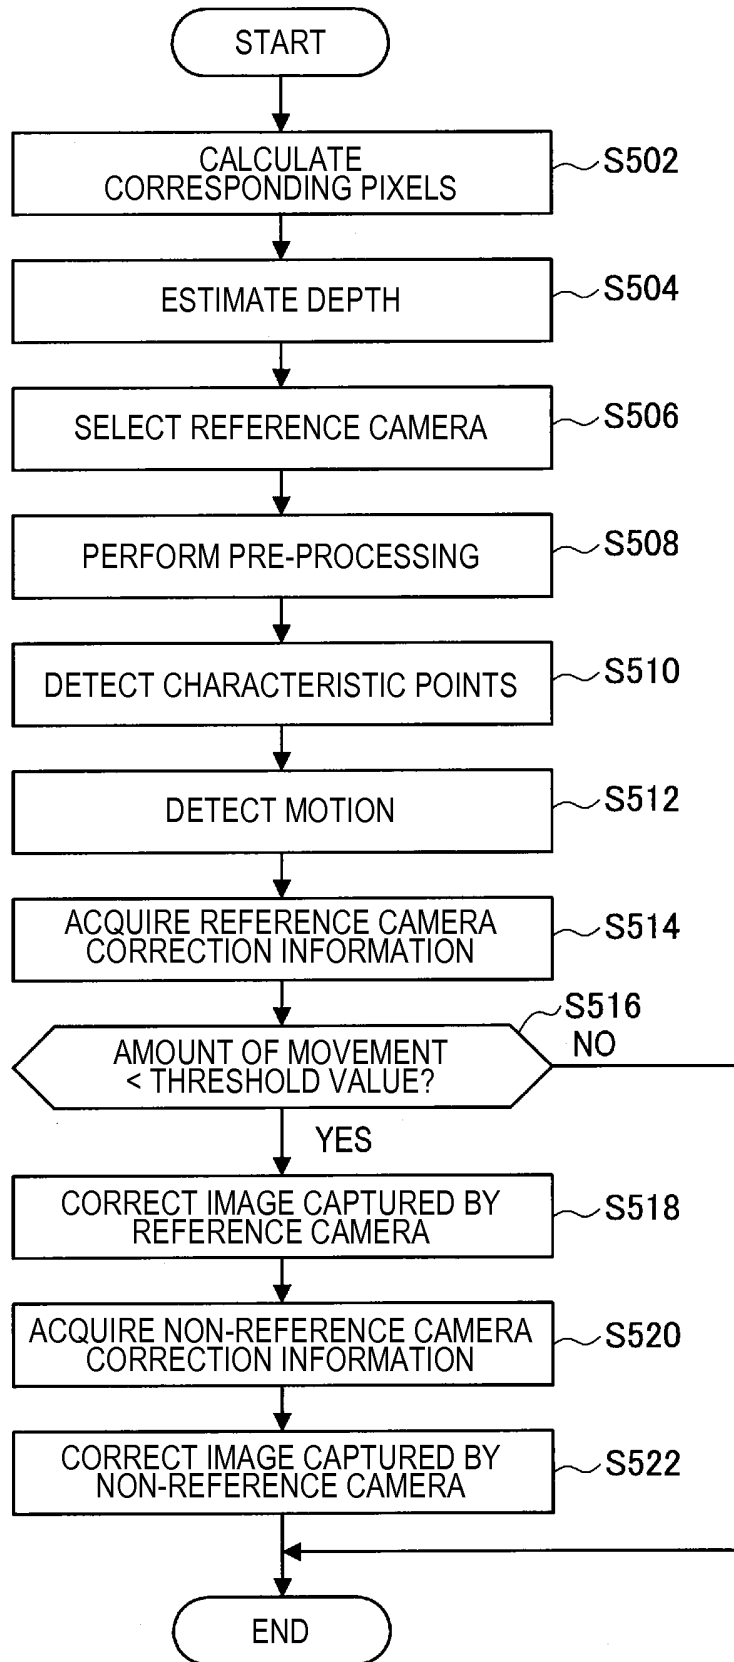 START
CALCULATE
CORRESPONDING PIXELS
S502
ESTIMATE DEPTH
S504
SELECT REFERENCE CAMERA
S506
PERFORM PRE-PROCESSING
S508
DETECT CHARACTERISTIC POINTS
S510
DETECT MOTION
S512
ACQUIRE REFERENCE CAMERA
CORRECTION INFORMATION
S514
S516
AMOUNT OF MOVEMENT
< THRESHOLD VALUE?
NO
YES
CORRECT IMAGE CAPTURED BY
REFERENCE CAMERA
S518
ACQUIRE NON-REFERENCE CAMERA
CORRECTION INFORMATION
S520
CORRECT IMAGE CAPTURED BY
NON-REFERENCE CAMERA
S522
END